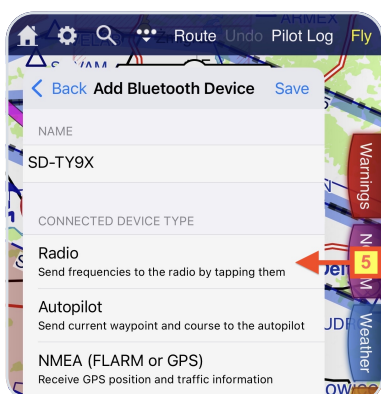 ARMEX
Route Undo Pilot Log Fly
Back Add Bluetooth Device Save
NAME
SD-TY9X
Warnings
CONNECTED DEVICE TYPE
Radio
Send frequencies to the radio by tapping them
5
Autopilot
Send current waypoint and course to the autopilot
Weather
NMEA (FLARM or GPS)
Receive GPS position and traffic information